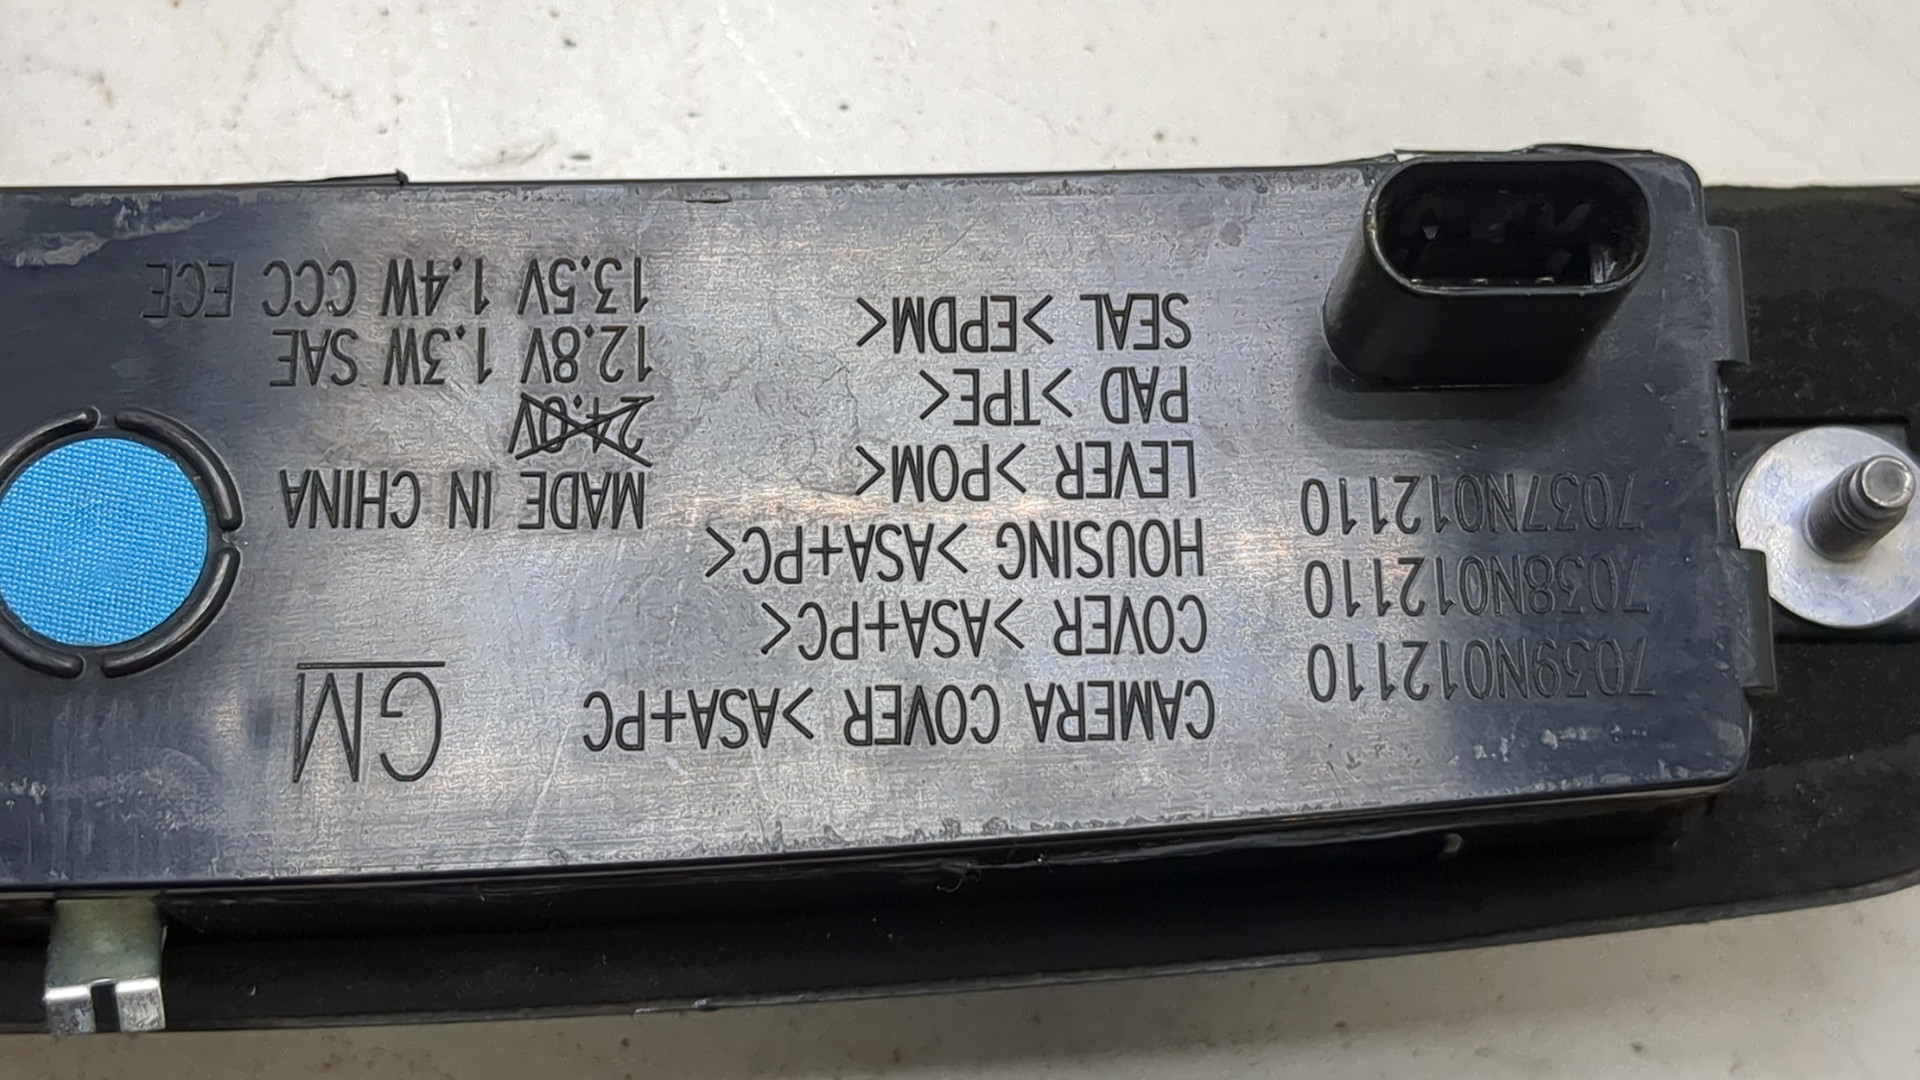 7039N012110
7038N012110
7037N012110
CAMERA COVER >ASA+PC
COVER >ASA+PC<
HOUSING >ASA+PC<
LEVER >POM<
PAD >TPE<
SEAL >EPDM<
GM
MADE IN CHINA
24.0V
12.8V 1.3W SAE
13.5V 1.4W CCC ECE